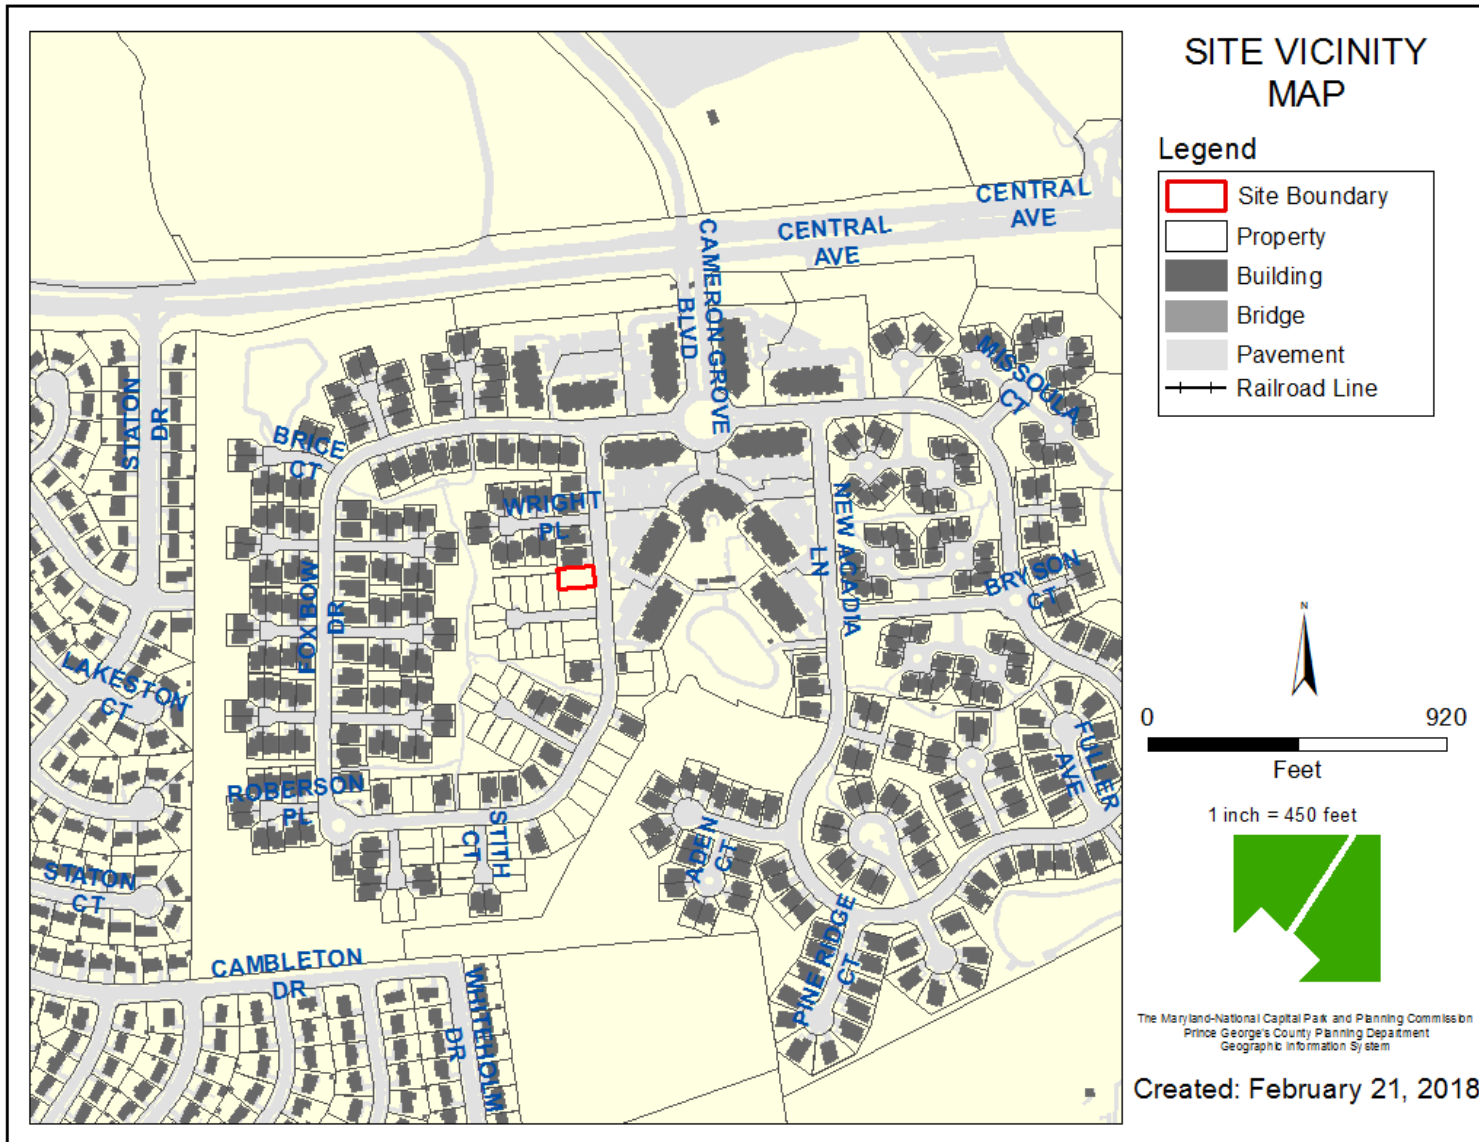 SITE VICINITY
MAP
Legend
Site Boundary
Property
Building
Bridge
Pavement
Railroad Line
CENTRAL
AVE
CENTRAL
AVE
CAMERON GROVE
BLVD
MISSOULA
CT
STATON
DR
BRICE
CT
WRIGHT
PL
NEW ACADIA
LN
BRYSON
CT
FOX BOW
DR
LAKESTON
CT
FULLER
AVE
ROBERSON
PL
STITH
CT
ADEN
CT
STATON
CT
PINE RIDGE
CT
CAMBLETON
DR
WHITEHOLM
DR
N
0 920
Feet
1 inch = 450 feet
The Maryland-National Capital Park and Planning Commission
Prince George's County Planning Department
Geographic Information System
Created: February 21, 2018